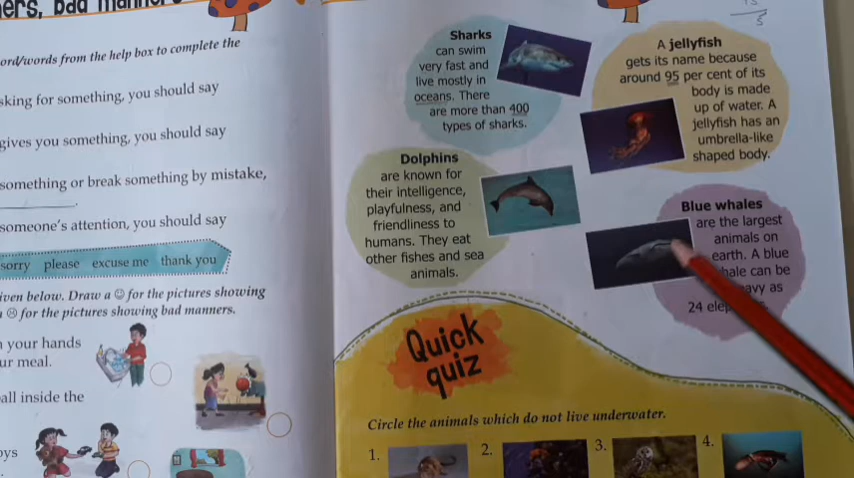 ord/words from the help box to complete the
sking for something, you should say
gives you something, you should say
something or break something by mistake,
someone's attention, you should say
sorry please excuse me thank you
iven below. Draw a ☺ for the pictures showing
☹ for the pictures showing bad manners.
your hands
ur meal.
all inside the
oys
Sharks
can swim
very fast and
live mostly in
oceans. There
are more than 400
types of sharks.
A jellyfish
gets its name because
around 95 per cent of its
body is made
up of water. A
jellyfish has an
umbrella-like
shaped body.
Dolphins
are known for
their intelligence,
playfulness, and
friendliness to
humans. They eat
other fishes and sea
animals.
Blue whales
are the largest
animals on
earth. A blue
hale can be
avy as
24 ele
Quick
quiz
Circle the animals which do not live underwater.
1. 2. 3. 4.